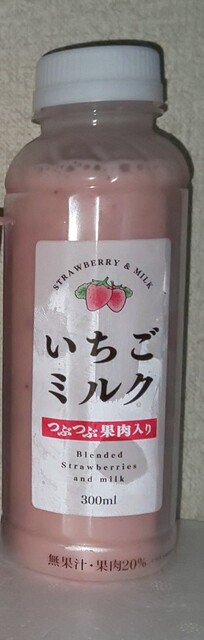 STRAWBERRY & MILK
いちご
ミルク
つぶつぶ果肉入り
Blended
Strawberries
and milk
300ml
無果汁・果肉20%